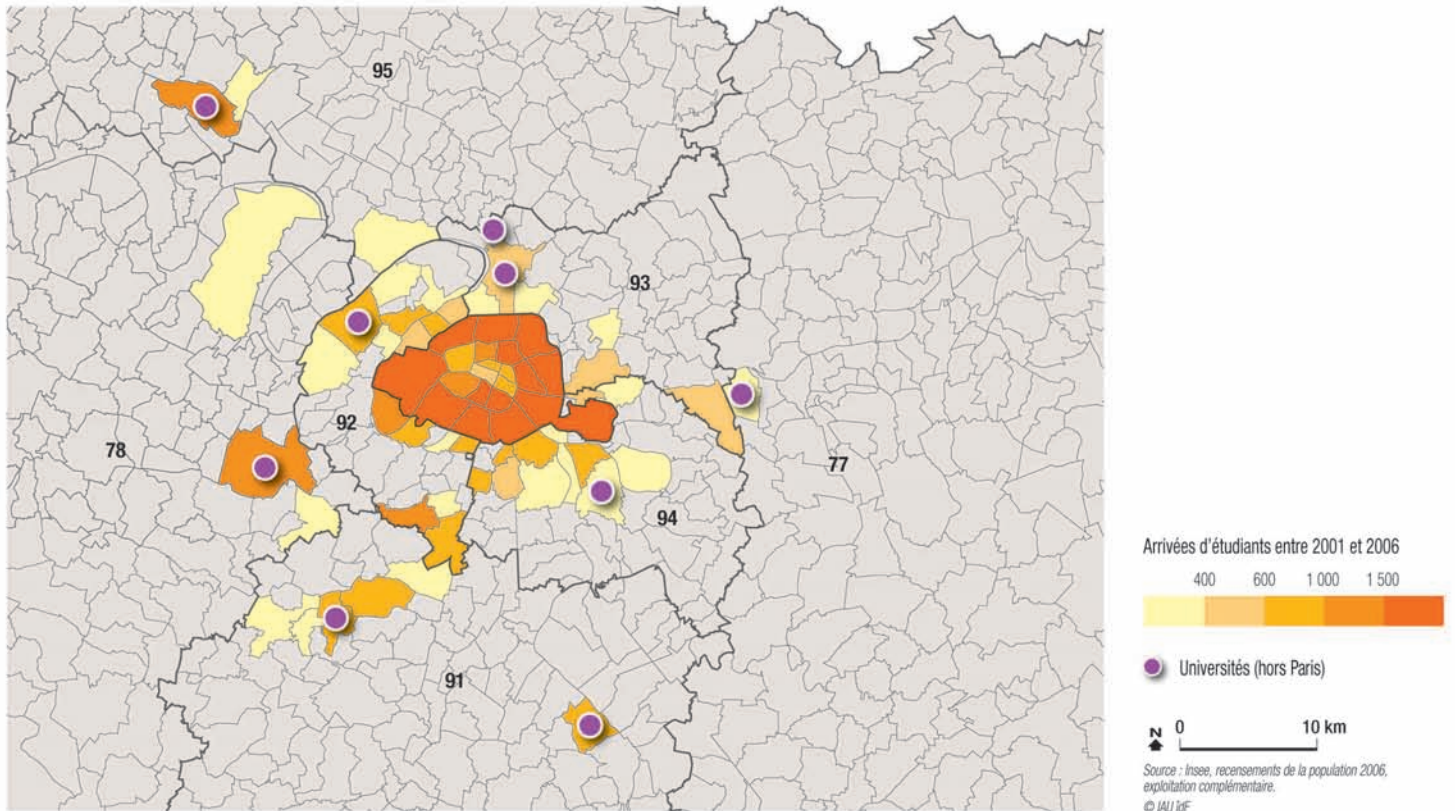 95
93
92
78
77
94
91
Arrivées d'étudiants entre 2001 et 2006
400 600 1 000 1 500
Universités (hors Paris)
N 0 10 km
Source : Insee, recensements de la population 2006,
exploitation complémentaire.
© IAU îdF